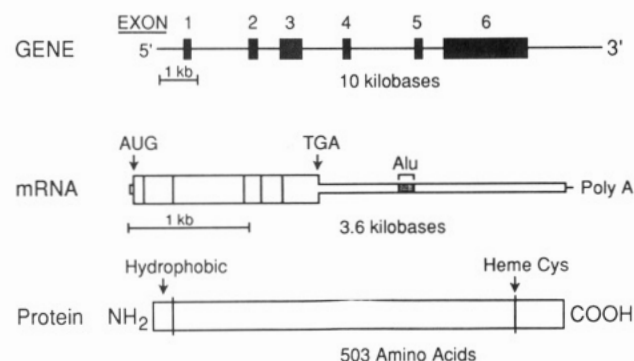 EXON 1 2 3 4 5 6
GENE 5' 3'
1 kb 10 kilobases
AUG TGA Alu
mRNA Poly A
1 kb 3.6 kilobases
Hydrophobic Heme Cys
Protein NH2 COOH
503 Amino Acids